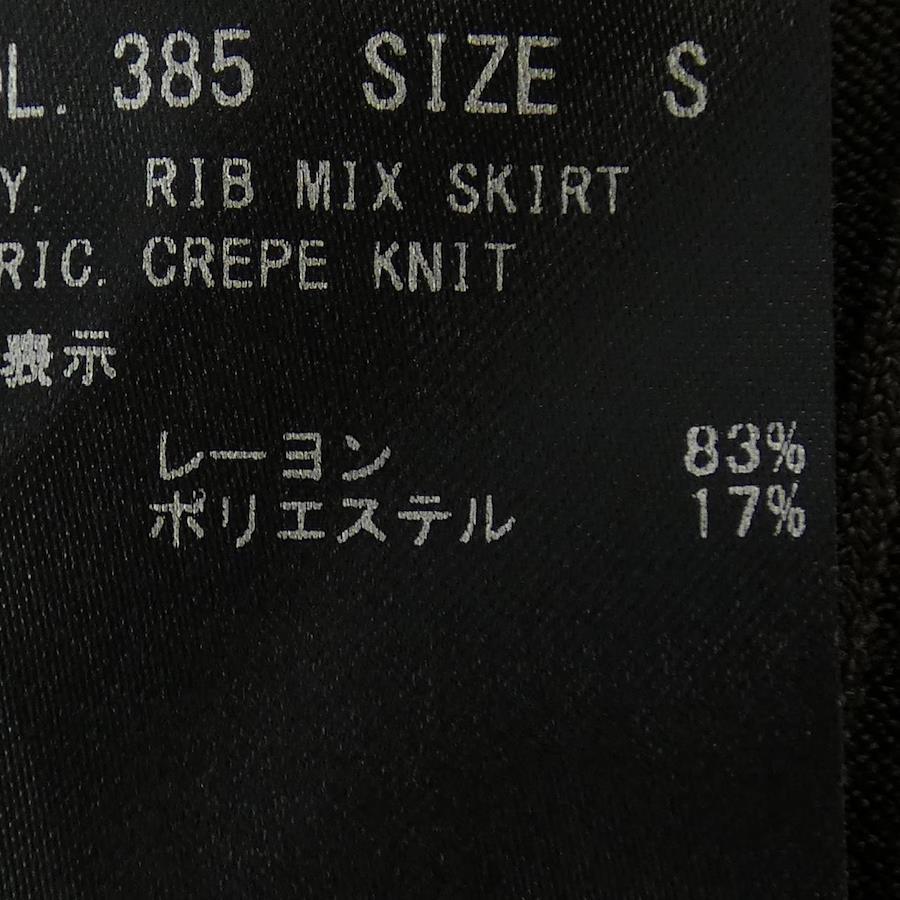 L. 385 SIZE S
Y. RIB MIX SKIRT
RIC. CREPE KNIT
表示
レーヨン 83%
ポリエステル 17%